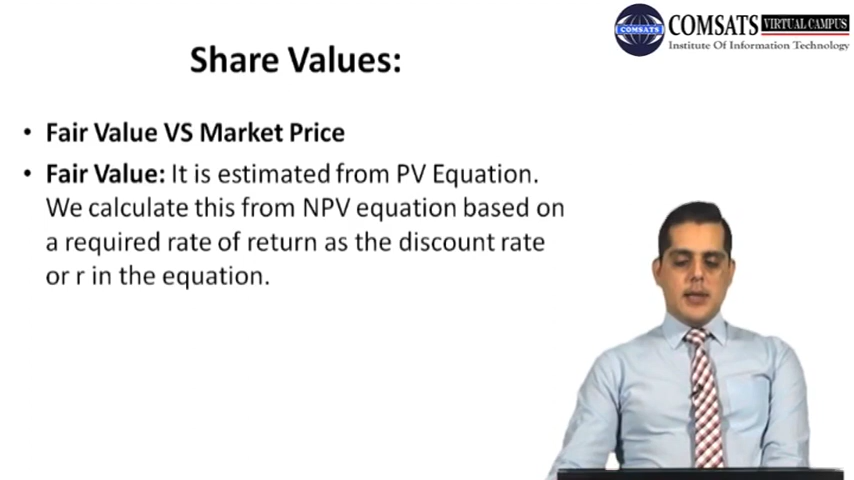 COMSATS
COMSATS VIRTUAL CAMPUS
Institute Of Information Technology
Share Values:
• Fair Value VS Market Price
• Fair Value: It is estimated from PV Equation.
We calculate this from NPV equation based on
a required rate of return as the discount rate
or r in the equation.